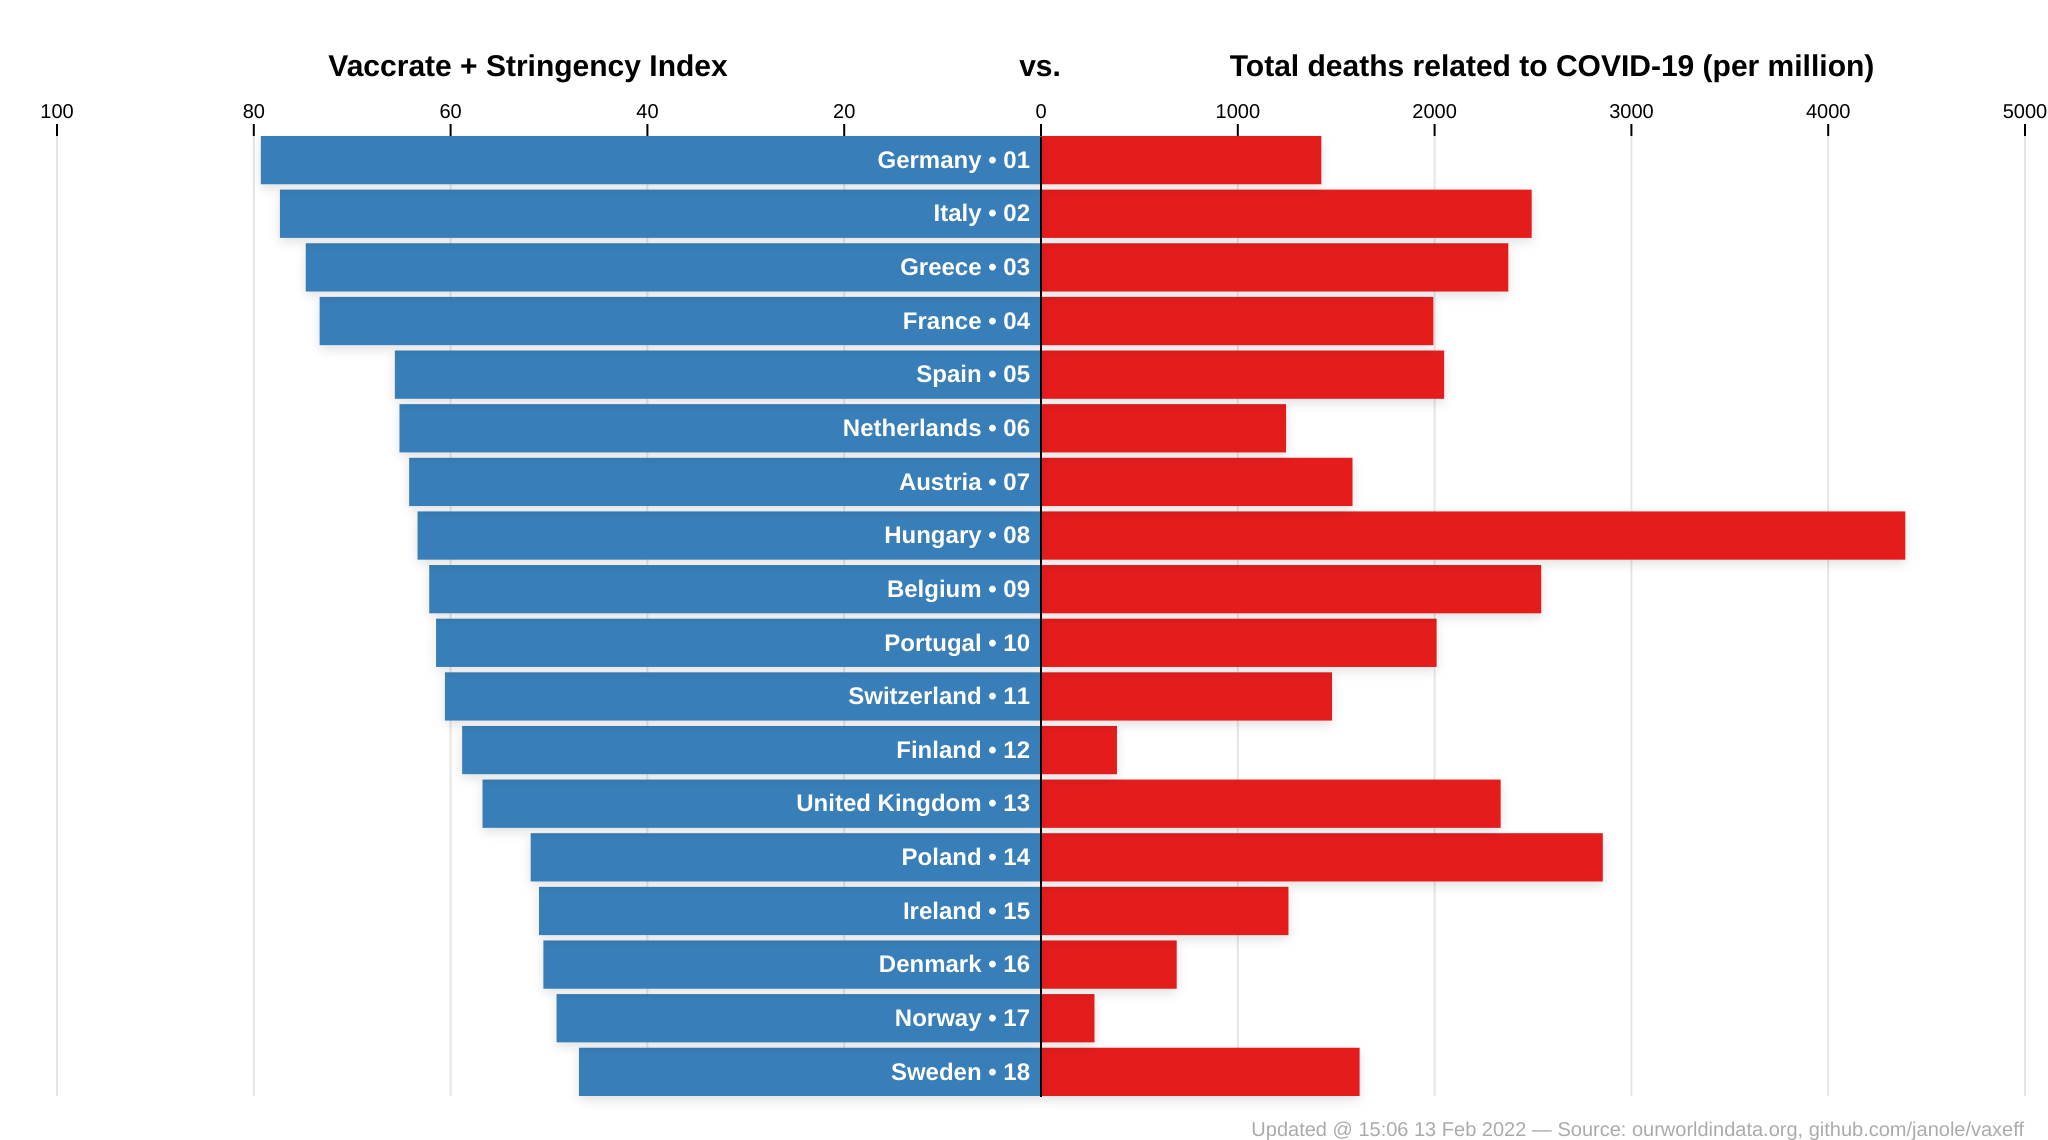 Vaccrate + Stringency Index vs. Total deaths related to COVID-19 (per million)
100 80 60 40 20 0 1000 2000 3000 4000 5000
Germany • 01
Italy • 02
Greece • 03
France • 04
Spain • 05
Netherlands • 06
Austria • 07
Hungary • 08
Belgium • 09
Portugal • 10
Switzerland • 11
Finland • 12
United Kingdom • 13
Poland • 14
Ireland • 15
Denmark • 16
Norway • 17
Sweden • 18
Updated @ 15:06 13 Feb 2022 — Source: ourworldindata.org, github.com/janole/vaxeff